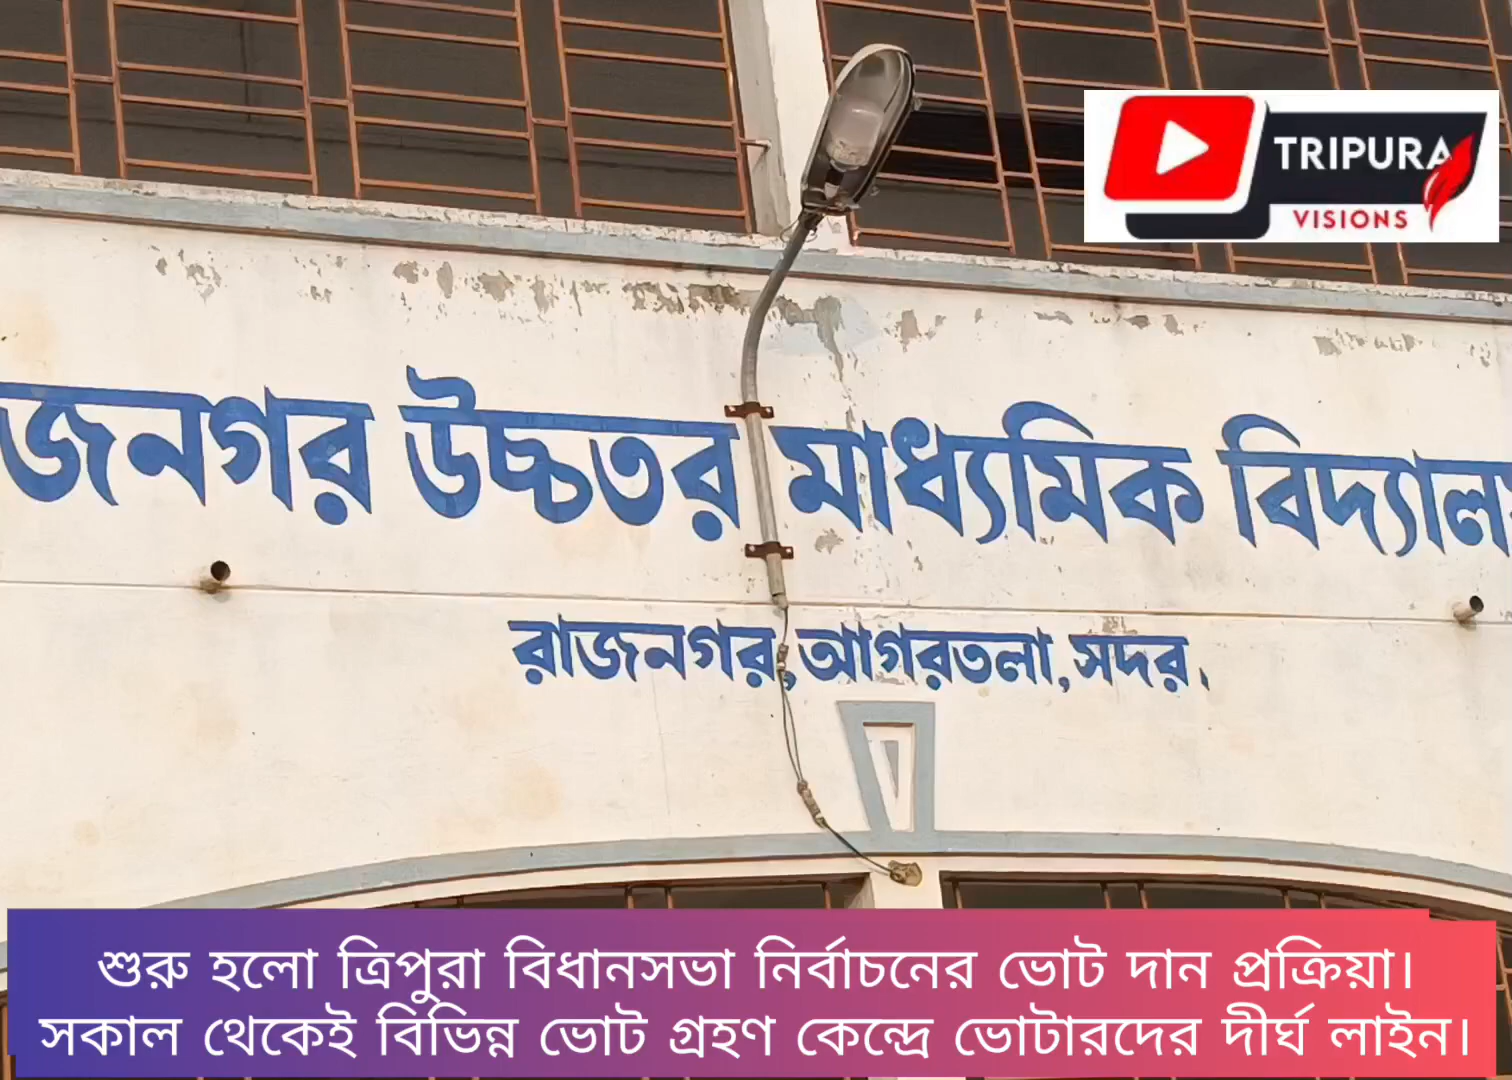 TRIPURA
VISIONS
জনগর উচ্চতর মাধ্যমিক বিদ্যাল
রাজনগর,আগরতলা,সদর.
শুরু হলো ত্রিপুরা বিধানসভা নির্বাচনের ভোট দান প্রক্রিয়া।
সকাল থেকেই বিভিন্ন ভোট গ্রহণ কেন্দ্রে ভোটারদের দীর্ঘ লাইন।